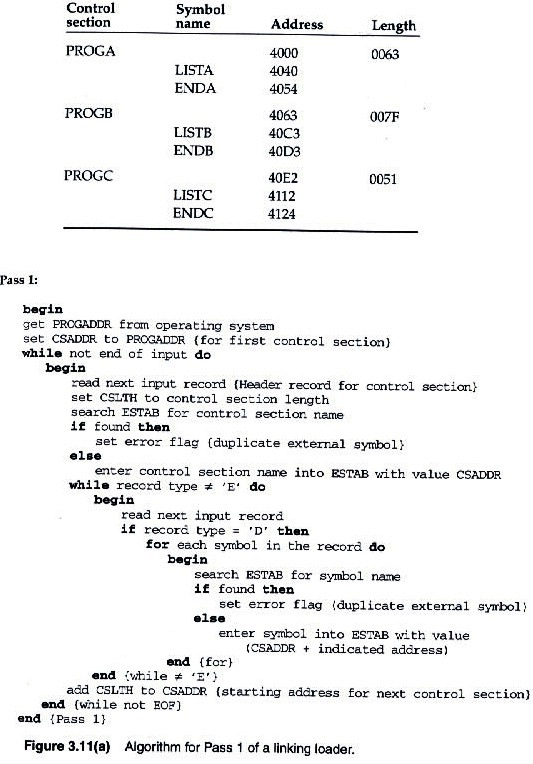 Control section Symbol name Address Length
PROGA 4000 0063
LISTA 4040
ENDA 4054
PROGB 4063 007F
LISTB 40C3
ENDB 40D3
PROGC 40E2 0051
LISTC 4112
ENDC 4124
Pass 1:
begin
get PROGADDR from operating system
set CSADDR to PROGADDR {for first control section}
while not end of input do
begin
read next input record {Header record for control section}
set CSLTH to control section length
search ESTAB for control section name
if found then
set error flag {duplicate external symbol}
else
enter control section name into ESTAB with value CSADDR
while record type ≠ 'E' do
begin
read next input record
if record type = 'D' then
for each symbol in the record do
begin
search ESTAB for symbol name
if found then
set error flag (duplicate external symbol)
else
enter symbol into ESTAB with value
(CSADDR + indicated address)
end {for}
end {while ≠ 'E'}
add CSLTH to CSADDR {starting address for next control section}
end {while not EOF}
end {Pass 1}
Figure 3.11(a) Algorithm for Pass 1 of a linking loader.